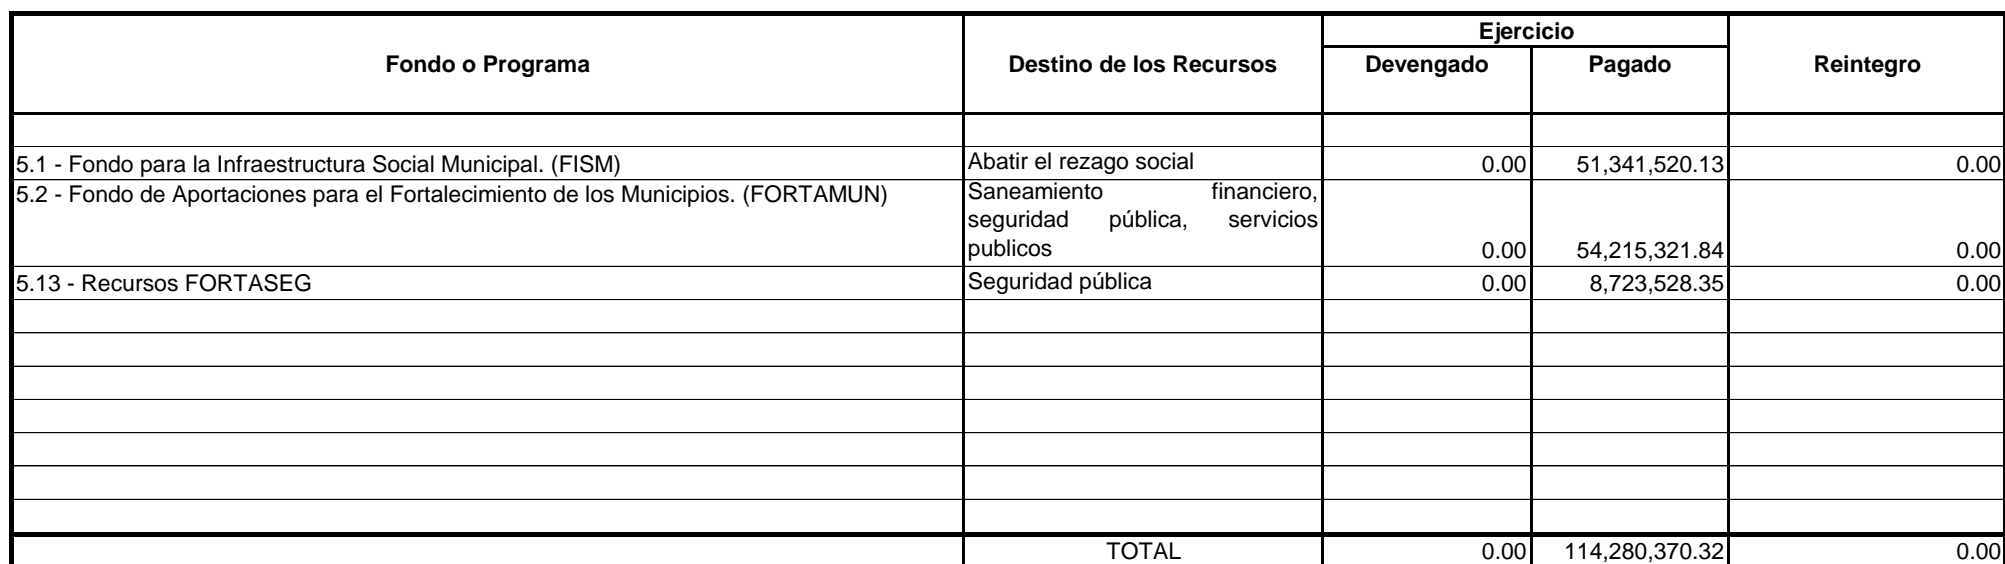 Ejercicio
Fondo o Programa Destino de los Recursos Devengado Pagado Reintegro
5.1 - Fondo para la Infraestructura Social Municipal. (FISM) Abatir el rezago social 0.00 51,341,520.13 0.00
5.2 - Fondo de Aportaciones para el Fortalecimiento de los Municipios. (FORTAMUN) Saneamiento financiero,
seguridad pública, servicios
publicos 0.00 54,215,321.84 0.00
5.13 - Recursos FORTASEG Seguridad pública 0.00 8,723,528.35 0.00
TOTAL 0.00 114,280,370.32 0.00